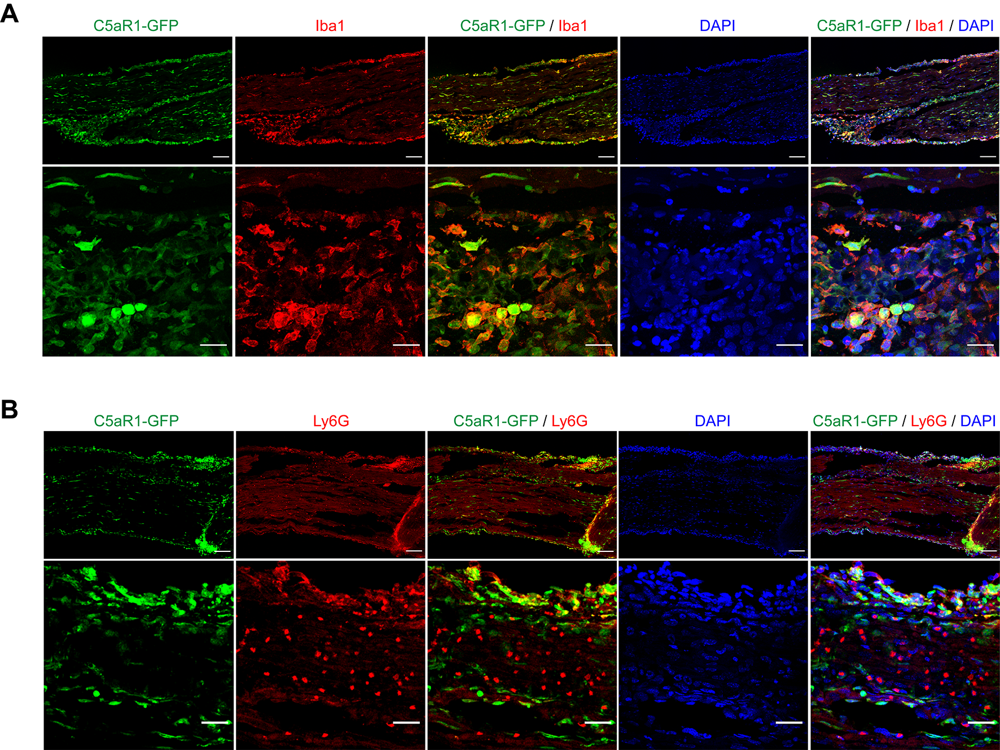 A
C5aR1-GFP
Iba1
C5aR1-GFP / Iba1
DAPI
C5aR1-GFP / Iba1 / DAPI
B
C5aR1-GFP
Ly6G
C5aR1-GFP / Ly6G
DAPI
C5aR1-GFP / Ly6G / DAPI